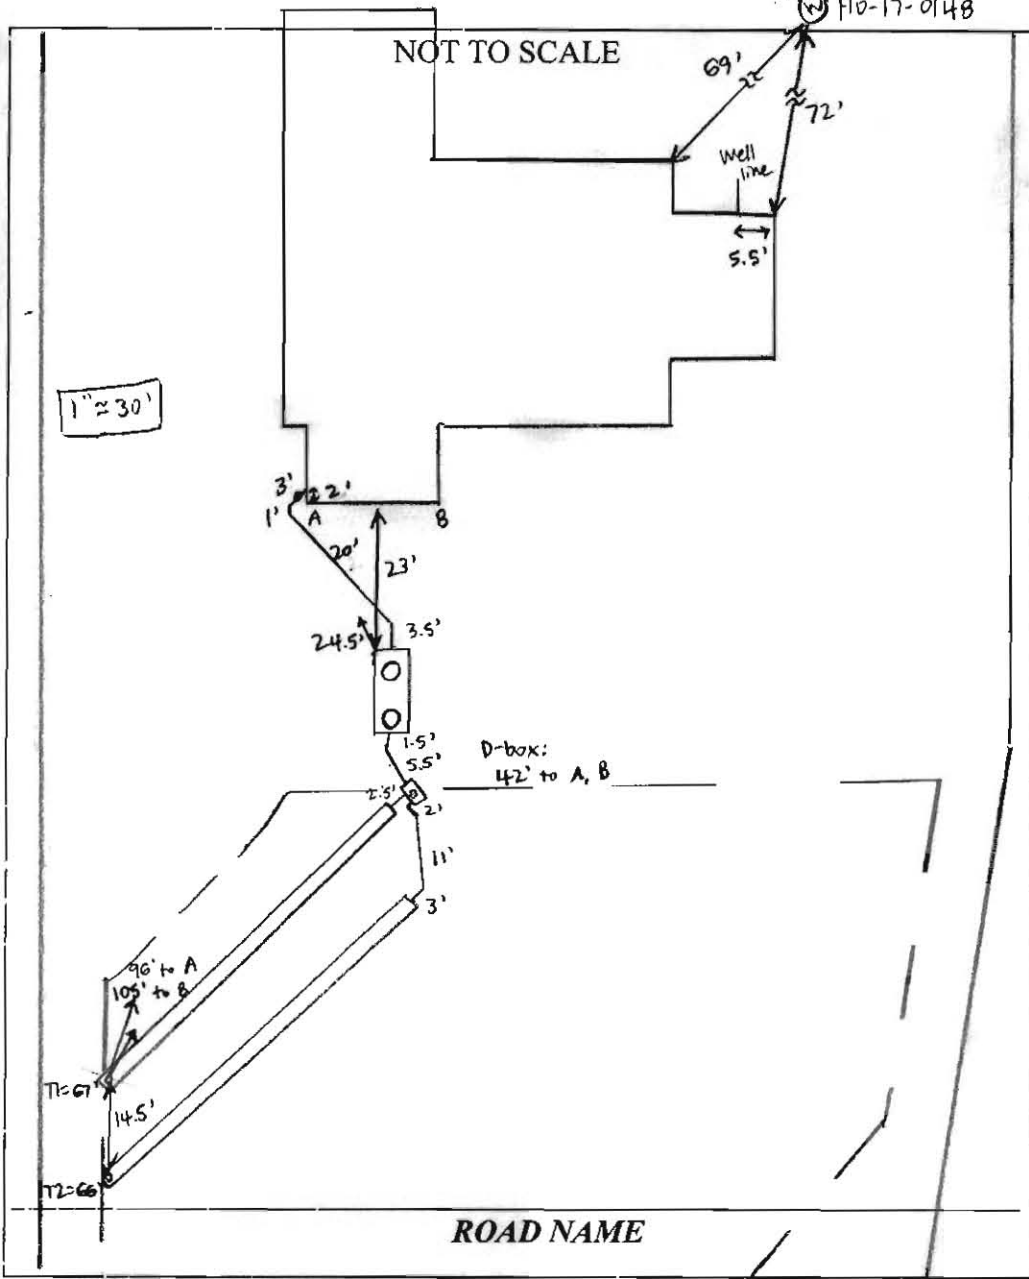 W HO-17-0148
NOT TO SCALE
69'
72'
well
line
5.5'
1" ≈ 30'
3'
2'
1'
A
B
20'
23'
24.5'
3.5'
1.5'
5.5'
D-box:
42' to A, B
2.5'
2'
11'
3'
96' to A
105' to B
T1=67'
14.5'
T2=66'
ROAD NAME